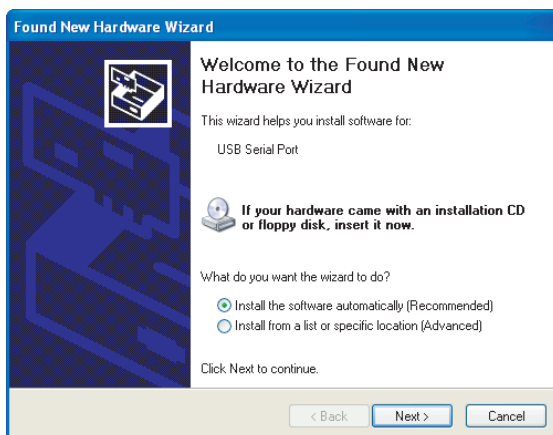 Found New Hardware Wizard
Welcome to the Found New
Hardware Wizard
This wizard helps you install software for:
USB Serial Port
If your hardware came with an installation CD
or floppy disk, insert it now.
What do you want the wizard to do?
Install the software automatically (Recommended)
Install from a list or specific location (Advanced)
Click Next to continue.
< Back Next > Cancel